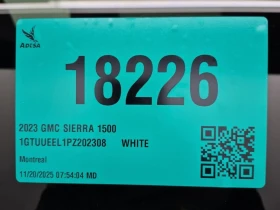 ADESA
18226
2023 GMC SIERRA 1500
1GTUUEEL1PZ202308 WHITE
Montreal
11/20/2025 07:54:04 MD